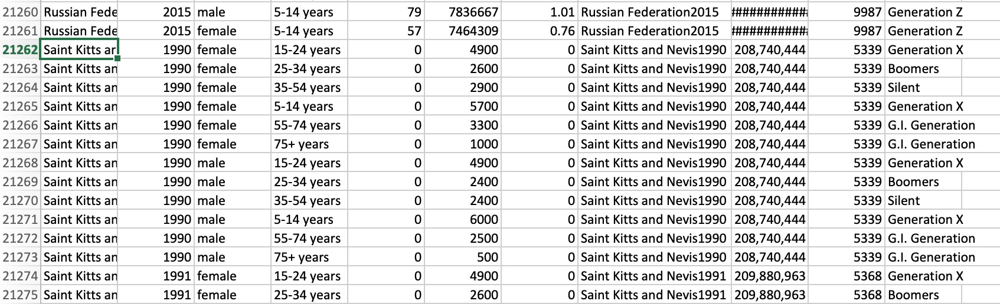 21260 Russian Fede 2015 male 5-14 years 79 7836667 1.01 Russian Federation2015 ############ 9987 Generation Z
21261 Russian Fede 2015 female 5-14 years 57 7464309 0.76 Russian Federation2015 ############ 9987 Generation Z
21262 Saint Kitts an 1990 female 15-24 years 0 4900 0 Saint Kitts and Nevis1990 208,740,444 5339 Generation X
21263 Saint Kitts an 1990 female 25-34 years 0 2600 0 Saint Kitts and Nevis1990 208,740,444 5339 Boomers
21264 Saint Kitts an 1990 female 35-54 years 0 2900 0 Saint Kitts and Nevis1990 208,740,444 5339 Silent
21265 Saint Kitts an 1990 female 5-14 years 0 5700 0 Saint Kitts and Nevis1990 208,740,444 5339 Generation X
21266 Saint Kitts an 1990 female 55-74 years 0 3300 0 Saint Kitts and Nevis1990 208,740,444 5339 G.I. Generation
21267 Saint Kitts an 1990 female 75+ years 0 1000 0 Saint Kitts and Nevis1990 208,740,444 5339 G.I. Generation
21268 Saint Kitts an 1990 male 15-24 years 0 4900 0 Saint Kitts and Nevis1990 208,740,444 5339 Generation X
21269 Saint Kitts an 1990 male 25-34 years 0 2400 0 Saint Kitts and Nevis1990 208,740,444 5339 Boomers
21270 Saint Kitts an 1990 male 35-54 years 0 2400 0 Saint Kitts and Nevis1990 208,740,444 5339 Silent
21271 Saint Kitts an 1990 male 5-14 years 0 6000 0 Saint Kitts and Nevis1990 208,740,444 5339 Generation X
21272 Saint Kitts an 1990 male 55-74 years 0 2500 0 Saint Kitts and Nevis1990 208,740,444 5339 G.I. Generation
21273 Saint Kitts an 1990 male 75+ years 0 500 0 Saint Kitts and Nevis1990 208,740,444 5339 G.I. Generation
21274 Saint Kitts an 1991 female 15-24 years 0 4900 0 Saint Kitts and Nevis1991 209,880,963 5368 Generation X
21275 Saint Kitts an 1991 female 25-34 years 0 2600 0 Saint Kitts and Nevis1991 209,880,963 5368 Boomers